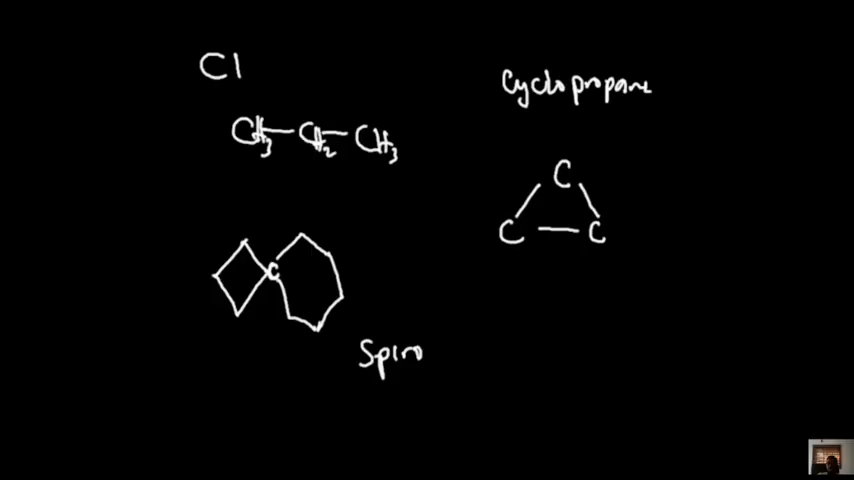 Cl
CH3—CH2—CH3
Cyclopropane
C
C — C
C
Spiro